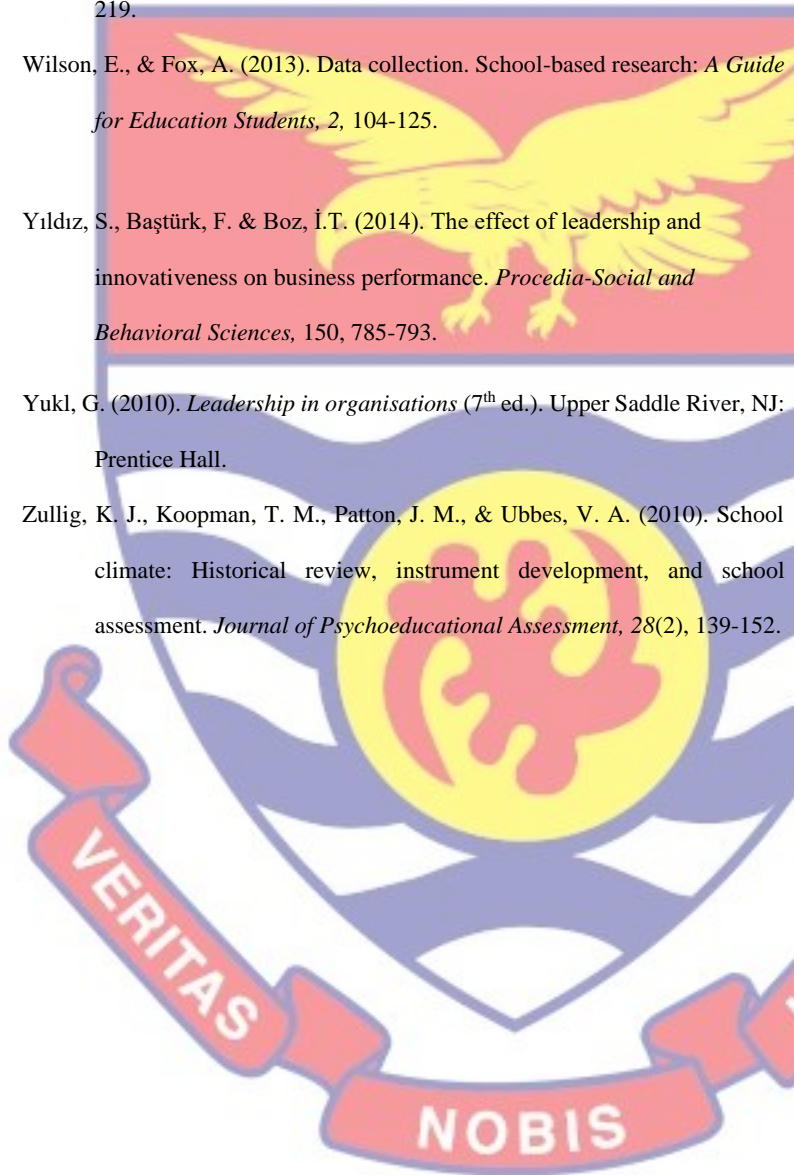 219.
Wilson, E., & Fox, A. (2013). Data collection. School-based research: A Guide
for Education Students, 2, 104-125.
Yıldız, S., Baştürk, F. & Boz, İ.T. (2014). The effect of leadership and
innovativeness on business performance. Procedia-Social and
Behavioral Sciences, 150, 785-793.
Yukl, G. (2010). Leadership in organisations (7th ed.). Upper Saddle River, NJ:
Prentice Hall.
Zullig, K. J., Koopman, T. M., Patton, J. M., & Ubbes, V. A. (2010). School
climate: Historical review, instrument development, and school
assessment. Journal of Psychoeducational Assessment, 28(2), 139-152.
VERITAS
NOBIS